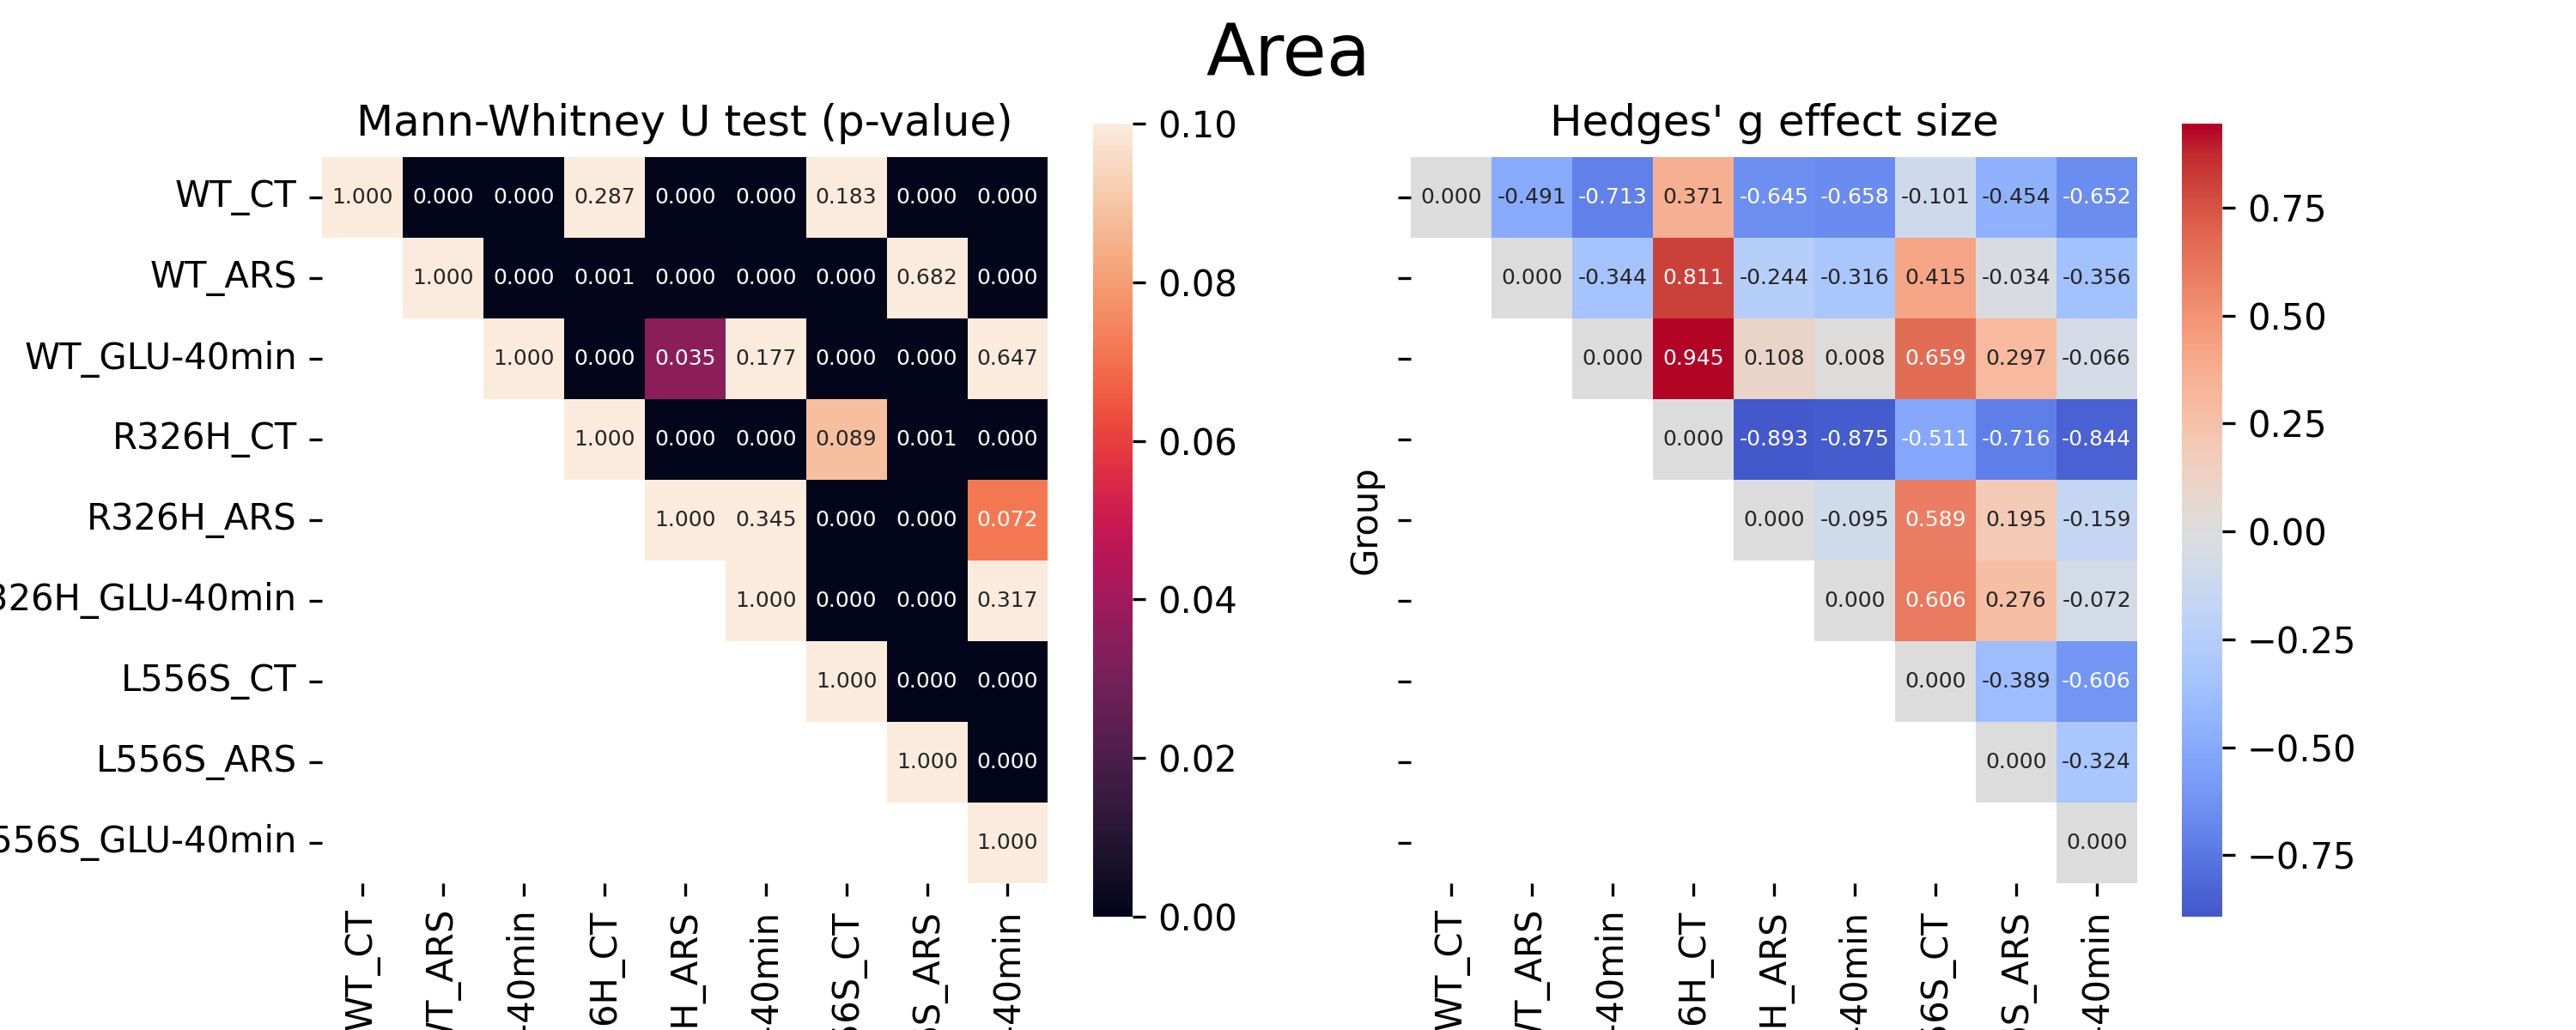 Area
Mann-Whitney U test (p-value)
WT_CT
1.000 0.000 0.000 0.287 0.000 0.000 0.183 0.000 0.000
WT_ARS
1.000 0.000 0.001 0.000 0.000 0.000 0.682 0.000
WT_GLU-40min
1.000 0.000 0.035 0.177 0.000 0.000 0.647
R326H_CT
1.000 0.000 0.000 0.089 0.001 0.000
R326H_ARS
1.000 0.345 0.000 0.000 0.072
326H_GLU-40min
1.000 0.000 0.000 0.317
L556S_CT
1.000 0.000 0.000
L556S_ARS
1.000 0.000
556S_GLU-40min
1.000
WT_CT
WT_ARS
-40min
6H_CT
H_ARS
-40min
56S_CT
6S_ARS
-40min
0.10
0.08
0.06
0.04
0.02
0.00
Hedges' g effect size
Group
0.000 -0.491 -0.713 0.371 -0.645 -0.658 -0.101 -0.454 -0.652
0.000 -0.344 0.811 -0.244 -0.316 0.415 -0.034 -0.356
0.000 0.945 0.108 0.008 0.659 0.297 -0.066
0.000 -0.893 -0.875 -0.511 -0.716 -0.844
0.000 -0.095 0.589 0.195 -0.159
0.000 0.606 0.276 -0.072
0.000 -0.389 -0.606
0.000 -0.324
0.000
WT_CT
WT_ARS
-40min
6H_CT
H_ARS
-40min
56S_CT
6S_ARS
-40min
0.75
0.50
0.25
0.00
−0.25
−0.50
−0.75